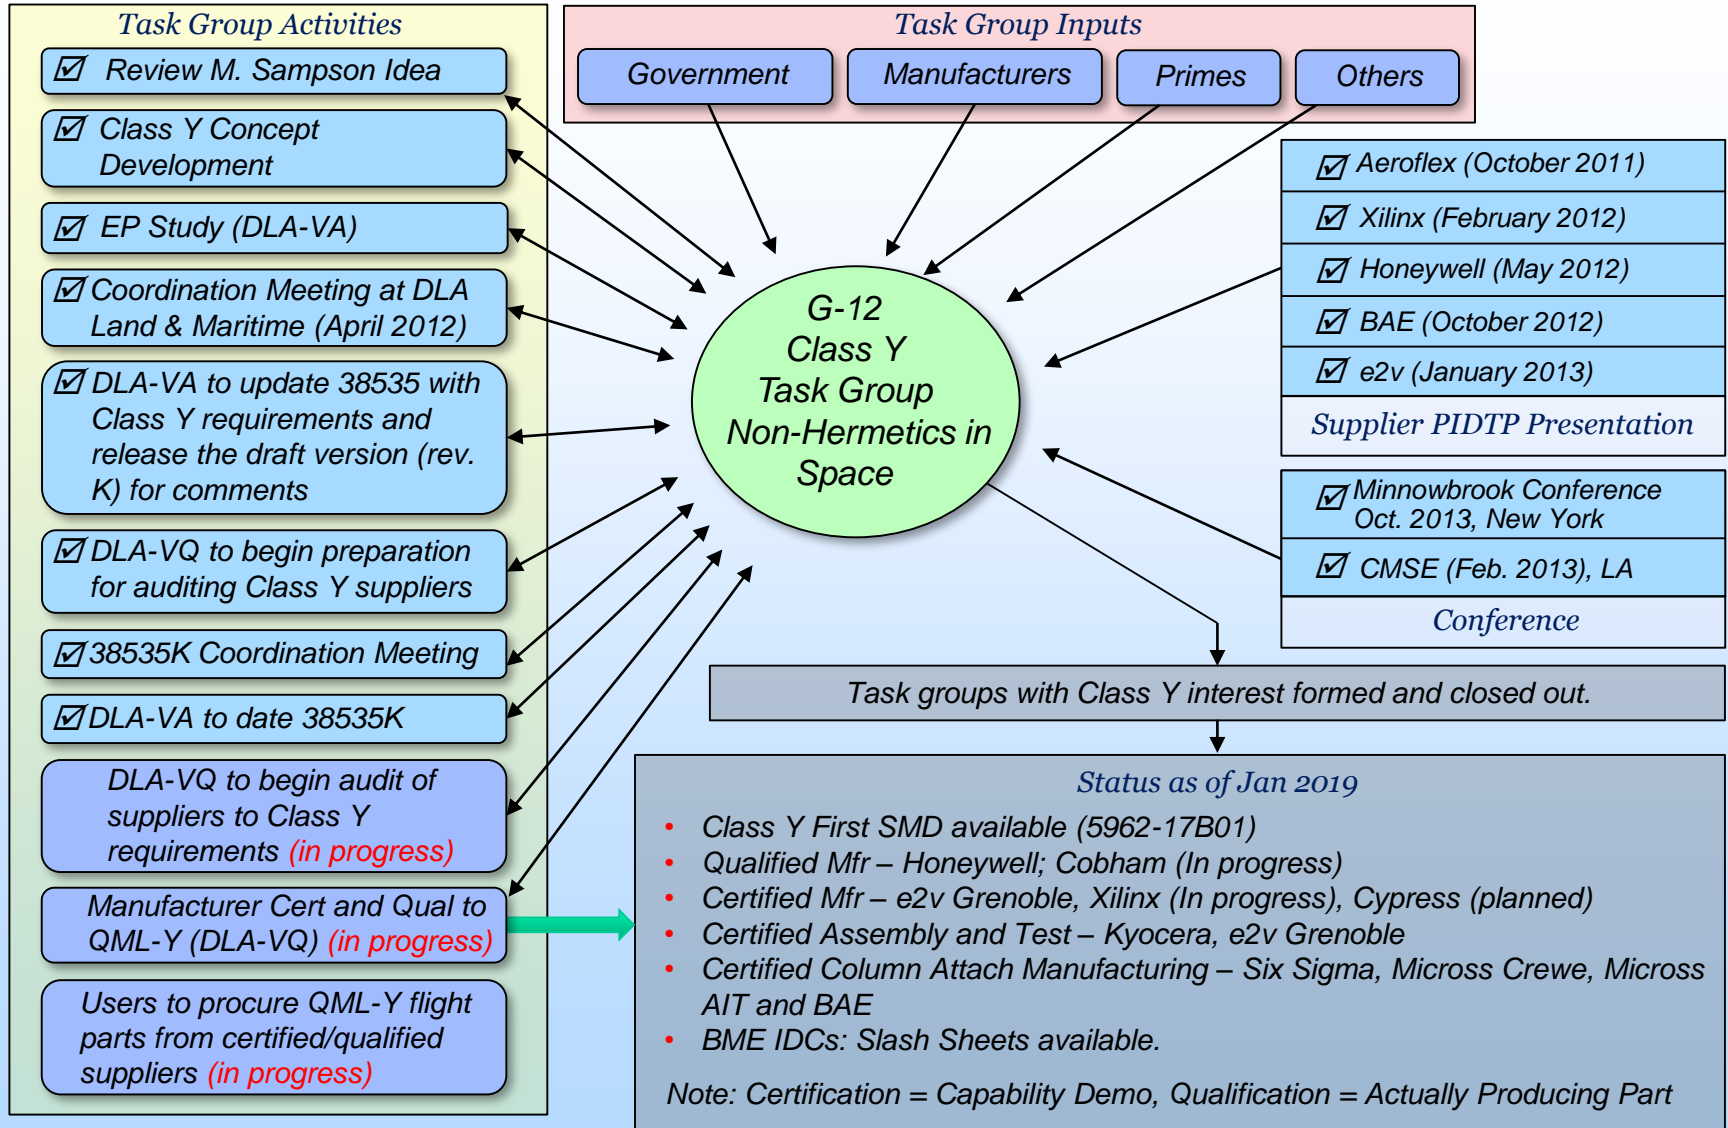 Task Group Activities
☑ Review M. Sampson Idea
☑ Class Y Concept
Development
☑ EP Study (DLA-VA)
☑ Coordination Meeting at DLA
Land & Maritime (April 2012)
☑ DLA-VA to update 38535 with
Class Y requirements and
release the draft version (rev.
K) for comments
☑ DLA-VQ to begin preparation
for auditing Class Y suppliers
☑ 38535K Coordination Meeting
☑ DLA-VA to date 38535K
DLA-VQ to begin audit of
suppliers to Class Y
requirements (in progress)
Manufacturer Cert and Qual to
QML-Y (DLA-VQ) (in progress)
Users to procure QML-Y flight
parts from certified/qualified
suppliers (in progress)
Task Group Inputs
Government
Manufacturers
Primes
Others
G-12
Class Y
Task Group
Non-Hermetics in
Space
☑ Aeroflex (October 2011)
☑ Xilinx (February 2012)
☑ Honeywell (May 2012)
☑ BAE (October 2012)
☑ e2v (January 2013)
Supplier PIDTP Presentation
☑ Minnowbrook Conference
Oct. 2013, New York
☑ CMSE (Feb. 2013), LA
Conference
Task groups with Class Y interest formed and closed out.
Status as of Jan 2019
• Class Y First SMD available (5962-17B01)
• Qualified Mfr – Honeywell; Cobham (In progress)
• Certified Mfr – e2v Grenoble, Xilinx (In progress), Cypress (planned)
• Certified Assembly and Test – Kyocera, e2v Grenoble
• Certified Column Attach Manufacturing – Six Sigma, Micross Crewe, Micross
AIT and BAE
• BME IDCs: Slash Sheets available.
Note: Certification = Capability Demo, Qualification = Actually Producing Part